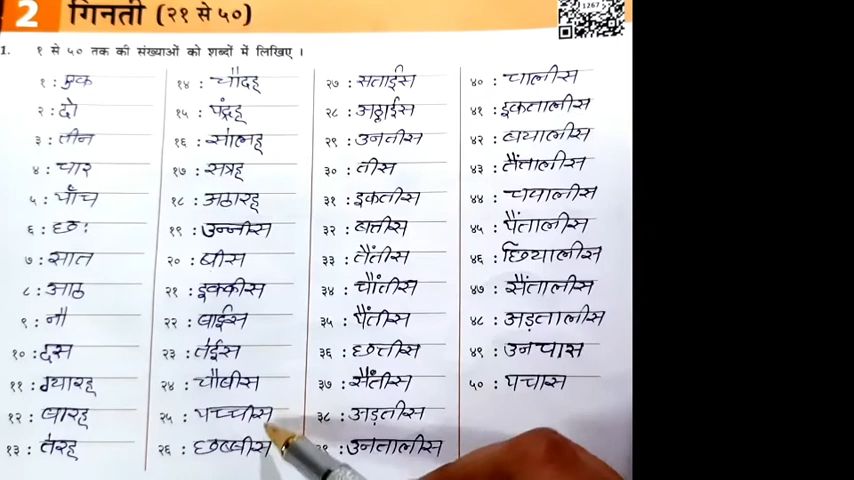 2 गिनती (२१ से ५०)
1267
1. १ से ५० तक की संख्याओं को शब्दों में लिखिए ।
१ : एक
२ : दो
३ : तीन
४ : चार
५ : पाँच
६ : छः
७ : सात
८ : आठ
९ : नौ
१० : दस
११ : ग्यारह
१२ : बारह
१३ : तेरह
१४ : चौदह
१५ : पंद्रह
१६ : सोलह
१७ : सत्रह
१८ : अठारह
१९ : उन्नीस
२० : बीस
२१ : इक्कीस
२२ : बाईस
२३ : तेईस
२४ : चौबीस
२५ : पच्चीस
२६ : छब्बीस
२७ : सताईस
२८ : अठ्ठाईस
२९ : उनतीस
३० : तीस
३१ : इकतीस
३२ : बत्तीस
३३ : तैंतीस
३४ : चौंतीस
३५ : पैंतीस
३६ : छत्तीस
३७ : सैंतीस
३८ : अड़तीस
३९ : उनतालीस
४० : चालीस
४१ : इकतालीस
४२ : बयालीस
४३ : तैंतालीस
४४ : चवालीस
४५ : पैंतालीस
४६ : छियालीस
४७ : सैंतालीस
४८ : अड़तालीस
४९ : उनचास
५० : पचास